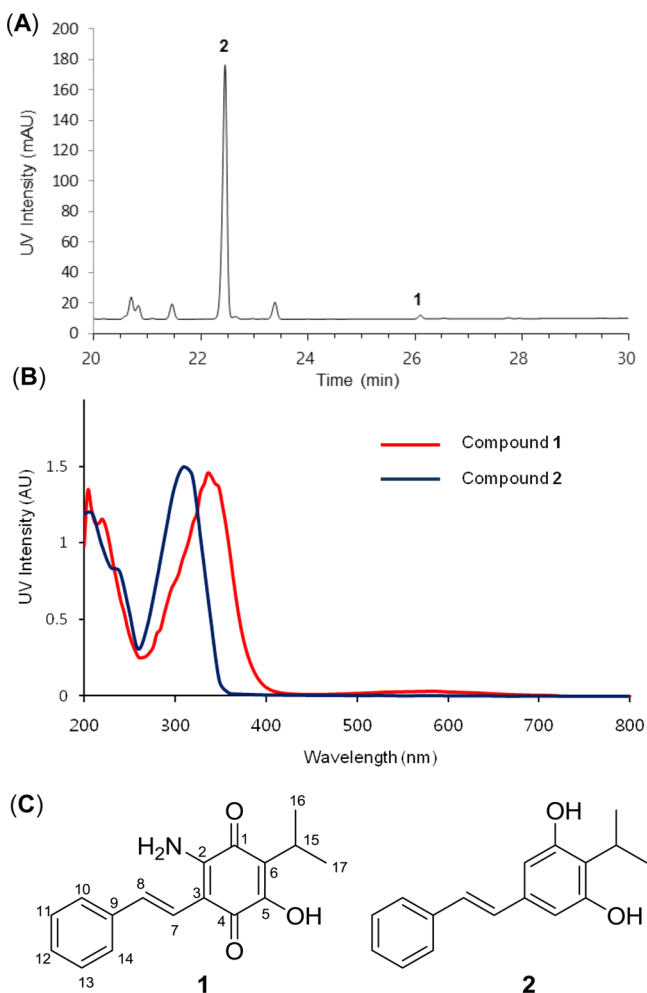 (A)
200
180
160
140
120
100
80
60
40
20
0
UV Intensity (mAU)
2
1
20 22 24 26 28 30
Time (min)
(B)
1.5
1
0.5
0
UV Intensity (AU)
Compound 1
Compound 2
200 300 400 500 600 700 800
Wavelength (nm)
(C)
16
O
1
15
H2N
2
17
6
10
8
3
9
5
11
4
OH
7
12
14
O
13
1
OH
OH
2